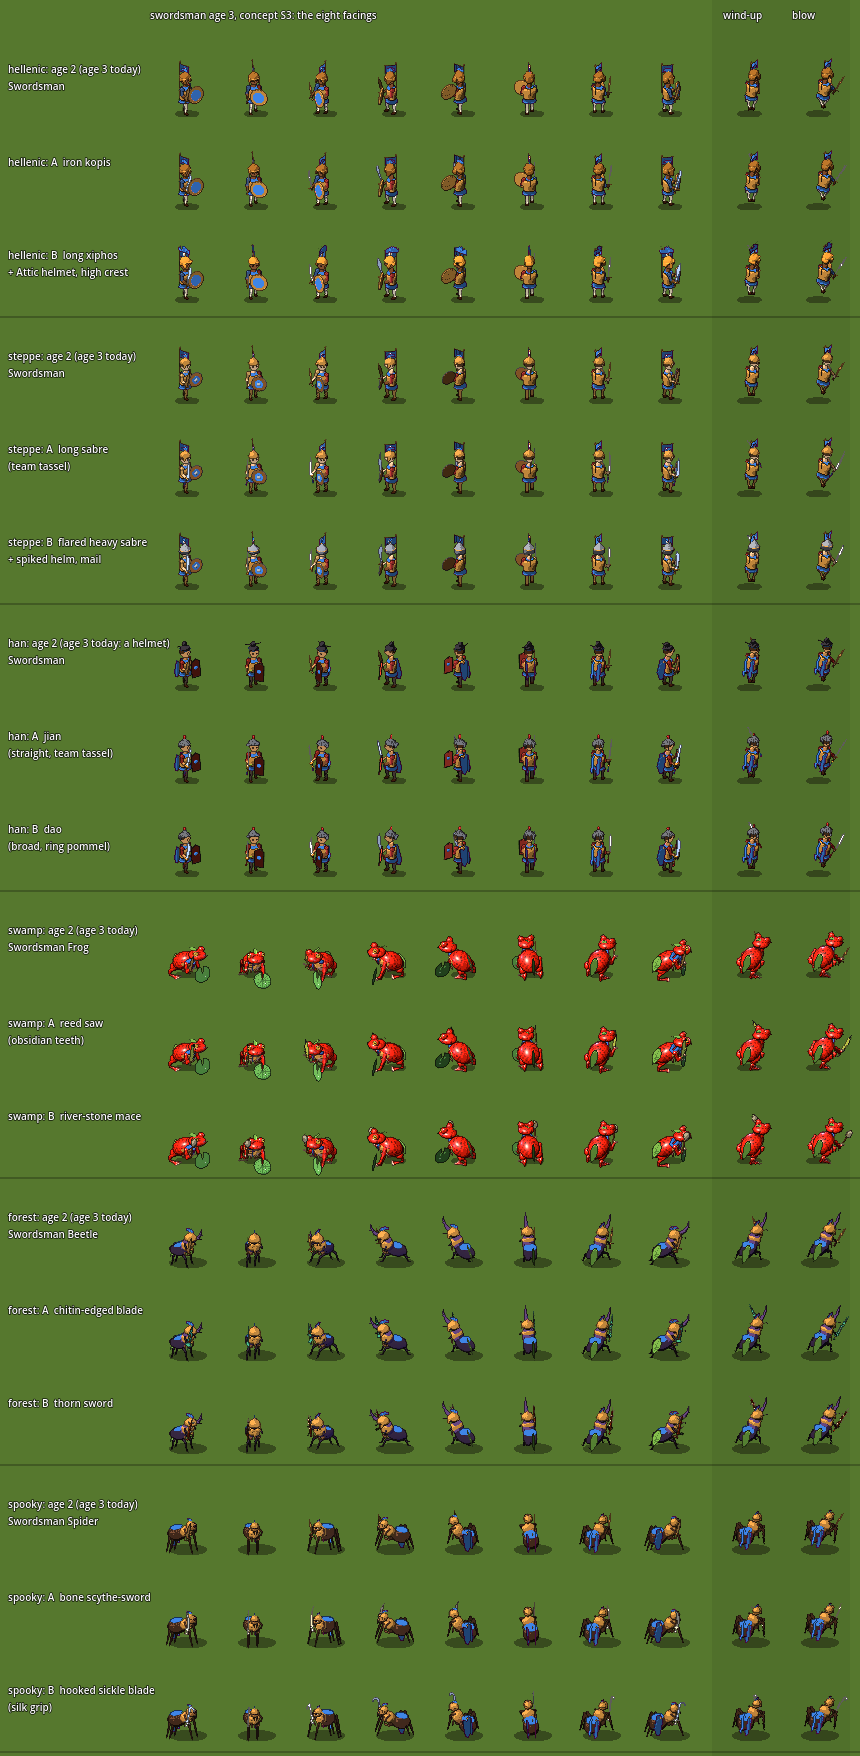 swordsman age 3, concept S3: the eight facings
wind-up
blow
hellenic: age 2 (age 3 today)
Swordsman
hellenic: A  iron kopis
hellenic: B  long xiphos
+ Attic helmet, high crest
steppe: age 2 (age 3 today)
Swordsman
steppe: A  long sabre
(team tassel)
steppe: B  flared heavy sabre
+ spiked helm, mail
han: age 2 (age 3 today: a helmet)
Swordsman
han: A  jian
(straight, team tassel)
han: B  dao
(broad, ring pommel)
swamp: age 2 (age 3 today)
Swordsman Frog
swamp: A  reed saw
(obsidian teeth)
swamp: B  river-stone mace
forest: age 2 (age 3 today)
Swordsman Beetle
forest: A  chitin-edged blade
forest: B  thorn sword
spooky: age 2 (age 3 today)
Swordsman Spider
spooky: A  bone scythe-sword
spooky: B  hooked sickle blade
(silk grip)